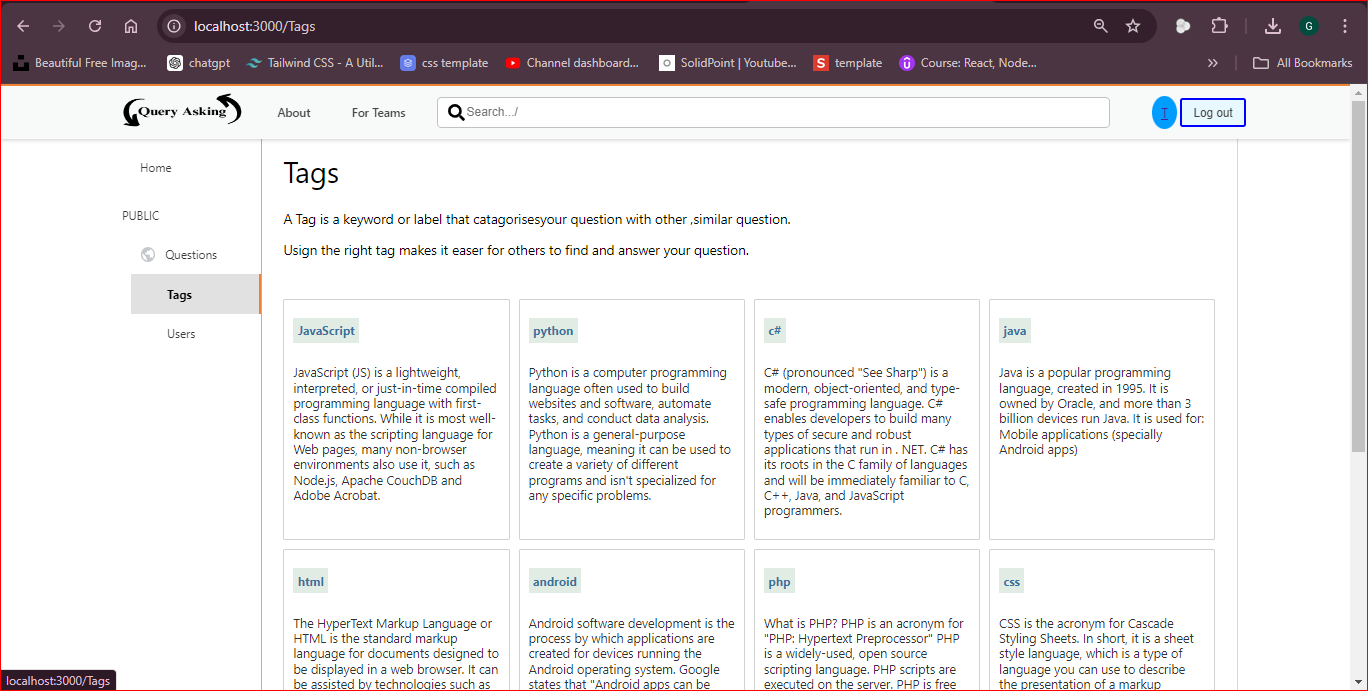 localhost:3000/Tags
G
Beautiful Free Imag...
chatgpt
Tailwind CSS - A Util...
css template
Channel dashboard...
SolidPoint | Youtube...
S
template
Course: React, Node...
»
All Bookmarks
Query Asking
About
For Teams
Search.../
T
Log out
Home
PUBLIC
Questions
Tags
Users
Tags
A Tag is a keyword or label that catagorisesyour question with other ,similar question.
Usign the right tag makes it easer for others to find and answer your question.
JavaScript
JavaScript (JS) is a lightweight,
interpreted, or just-in-time compiled
programming language with first-
class functions. While it is most well-
known as the scripting language for
Web pages, many non-browser
environments also use it, such as
Node.js, Apache CouchDB and
Adobe Acrobat.
python
Python is a computer programming
language often used to build
websites and software, automate
tasks, and conduct data analysis.
Python is a general-purpose
language, meaning it can be used to
create a variety of different
programs and isn't specialized for
any specific problems.
c#
C# (pronounced "See Sharp") is a
modern, object-oriented, and type-
safe programming language. C#
enables developers to build many
types of secure and robust
applications that run in . NET. C# has
its roots in the C family of languages
and will be immediately familiar to C,
C++, Java, and JavaScript
programmers.
java
Java is a popular programming
language, created in 1995. It is
owned by Oracle, and more than 3
billion devices run Java. It is used for:
Mobile applications (specially
Android apps)
html
The HyperText Markup Language or
HTML is the standard markup
language for documents designed to
be displayed in a web browser. It can
be assisted by technologies such as
android
Android software development is the
process by which applications are
created for devices running the
Android operating system. Google
states that "Android apps can be
php
What is PHP? PHP is an acronym for
"PHP: Hypertext Preprocessor" PHP
is a widely-used, open source
scripting language. PHP scripts are
executed on the server. PHP is free
css
CSS is the acronym for Cascade
Styling Sheets. In short, it is a sheet
style language, which is a type of
language you can use to describe
the presentation of a markup
localhost:3000/Tags